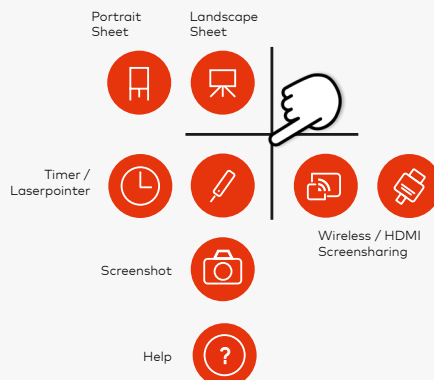 Portrait
Sheet
Landscape
Sheet
Timer /
Laserpointer
Wireless / HDMI
Screensharing
Screenshot
Help
?